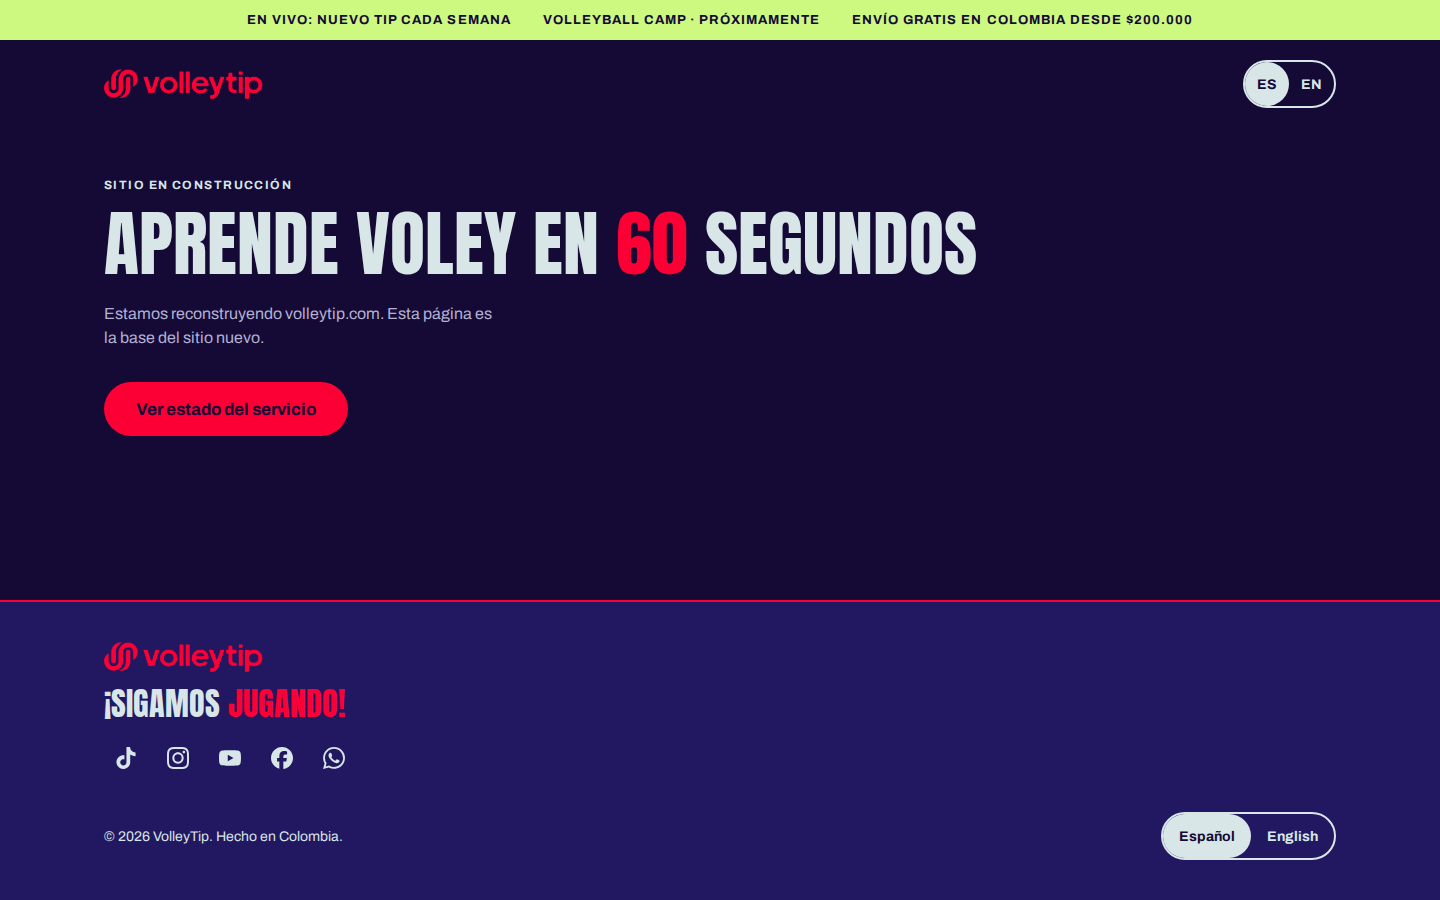 EN VIVO: NUEVO TIP CADA SEMANA VOLLEYBALL CAMP · PRÓXIMAMENTE ENVÍO GRATIS EN COLOMBIA DESDE $200.000
volleytip
ES EN
SITIO EN CONSTRUCCIÓN
APRENDE VOLEY EN 60 SEGUNDOS
Estamos reconstruyendo volleytip.com. Esta página es
la base del sitio nuevo.
Ver estado del servicio
volleytip
¡SIGAMOS JUGANDO!
© 2026 VolleyTip. Hecho en Colombia.
Español English